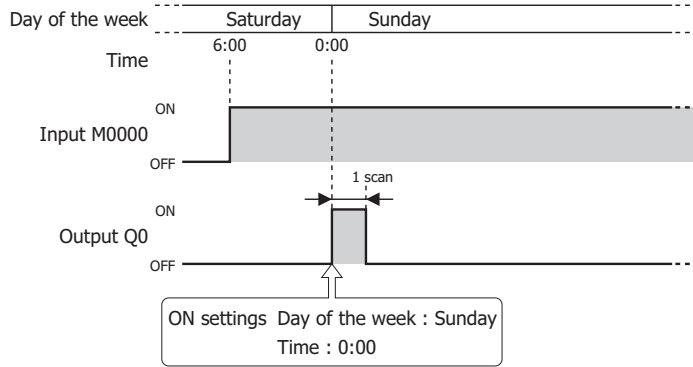 Day of the week Saturday Sunday
6:00 0:00
Time
ON
Input M0000
OFF
1 scan
ON
Output Q0
OFF
ON settings Day of the week : Sunday
Time : 0:00